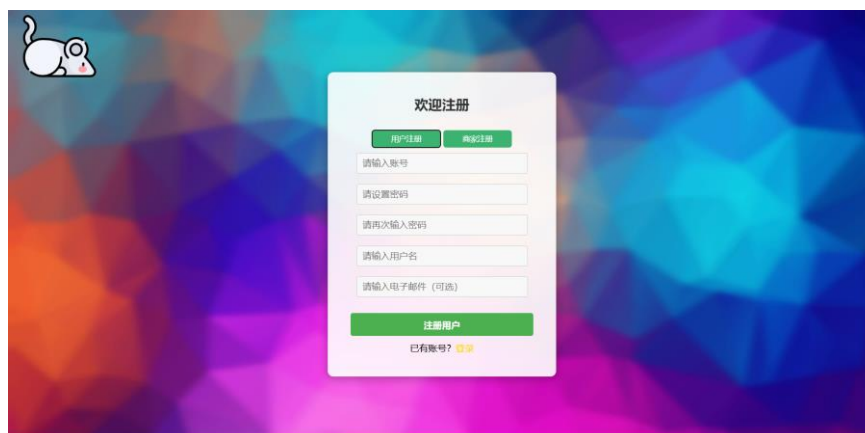 欢迎注册
用户注册 商家注册
请输入账号
请设置密码
请再次输入密码
请输入用户名
请输入电子邮件（可选）
注册用户
已有账号？登录